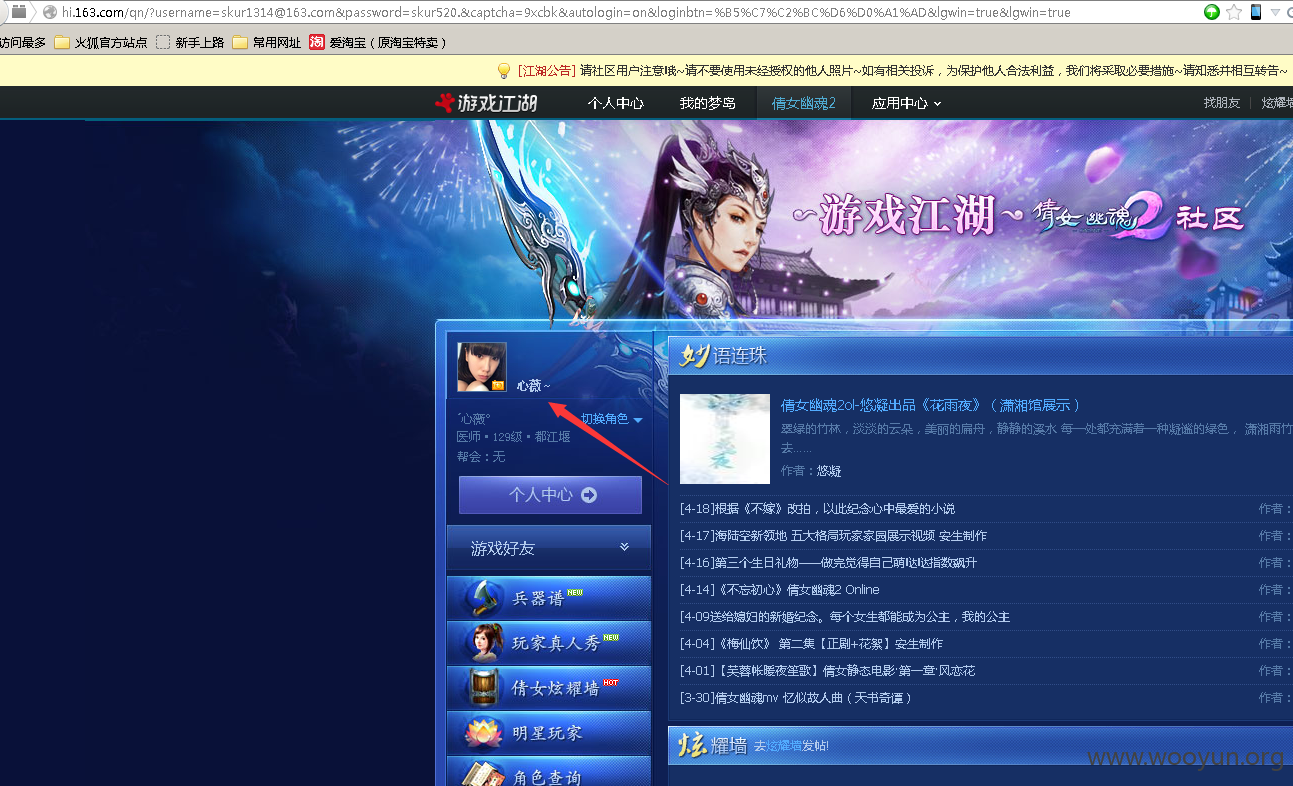 hi.163.com/qn/?username=skur1314@163.com&password=skur520.&captcha=9xcbk&autologin=on&loginbtn=%B5%C7%C2%BC%D6%D0%A1%AD&lgwin=true&lgwin=true
访问最多 火狐官方站点 新手上路 常用网址 淘 爱淘宝（原淘宝特卖）
[江湖公告] 请社区用户注意哦~请不要使用未经授权的他人照片~如有相关投诉，为保护他人合法利益，我们将采取必要措施~请知悉并相互转告~
游戏江湖 个人中心 我的梦岛 倩女幽魂2 应用中心 找朋友 炫耀墙
~游戏江湖~ 倩女幽魂2 社区
心薇~
妙语连珠
倩女幽魂2ol-悠凝出品《花雨夜》（潇湘馆展示）
翠绿的竹林，淡淡的云朵，美丽的扁舟，静静的溪水 每一处都充满着一种凝谧的绿色， 潇湘雨竹
去......
作者：悠凝
ˊ心薇° 切换角色
医师·129级·都江堰
帮会：无
个人中心
游戏好友
兵器谱 NEW
玩家真人秀 NEW
倩女炫耀墙 HOT
明星玩家
角色查询
[4-18]根据《不嫁》改拍，以此纪念心中最爱的小说 作者：
[4-17]海陆空新领地 五大格局玩家家园展示视频 安生制作 作者：
[4-16]第三个生日礼物——做完觉得自己萌哒哒指数飙升 作者：
[4-14]《不忘初心》倩女幽魂2 Online 作者：
[4-09送给媳妇的新婚纪念。每个女生都能成为公主，我的公主 作者：
[4-04]《梅仙饮》 第二集【正剧+花絮】安生制作 作者：
[4-01]【芙蓉帐暖夜笙歌】倩女静态电影·第一章·风恋花 作者：
[3-30]倩女幽魂mv 忆似故人曲（天书奇谭） 作者：
炫耀墙 去炫耀墙发帖!
www.wooyun.org